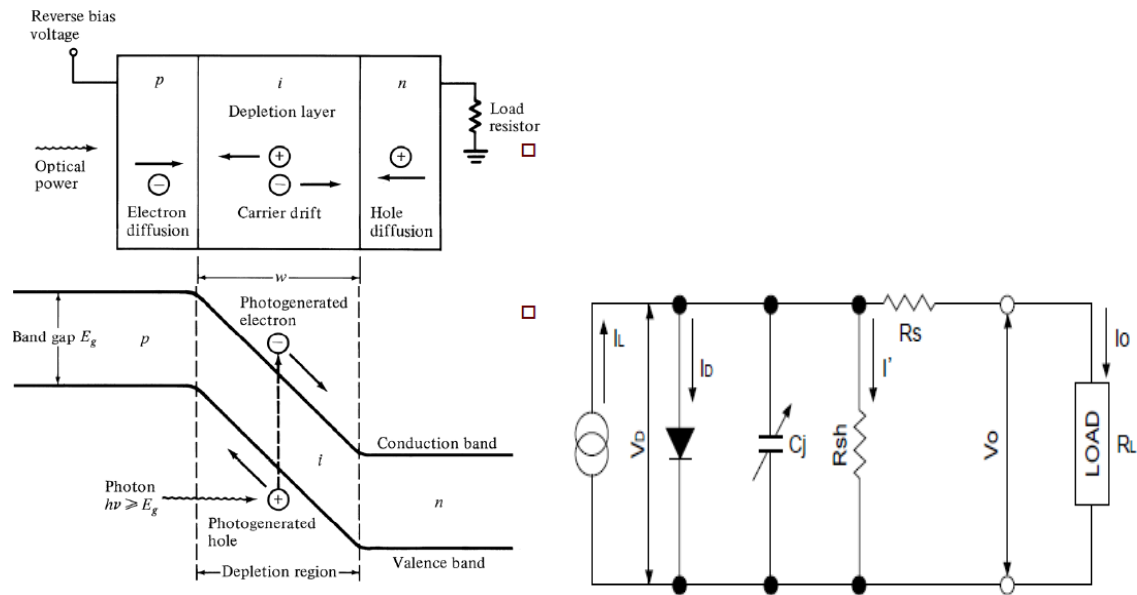 Reverse bias
voltage
p
i
n
Depletion layer
Load
resistor
Optical
power
Electron
diffusion
Carrier drift
Hole
diffusion
w
Photogenerated
electron
Band gap Eg
p
Conduction band
i
n
Photon
hν ⩾ Eg
Photogenerated
hole
Valence band
Depletion region
IL
VD
ID
Cj
Rsh
I'
Rs
Vo
Io
LOAD
RL